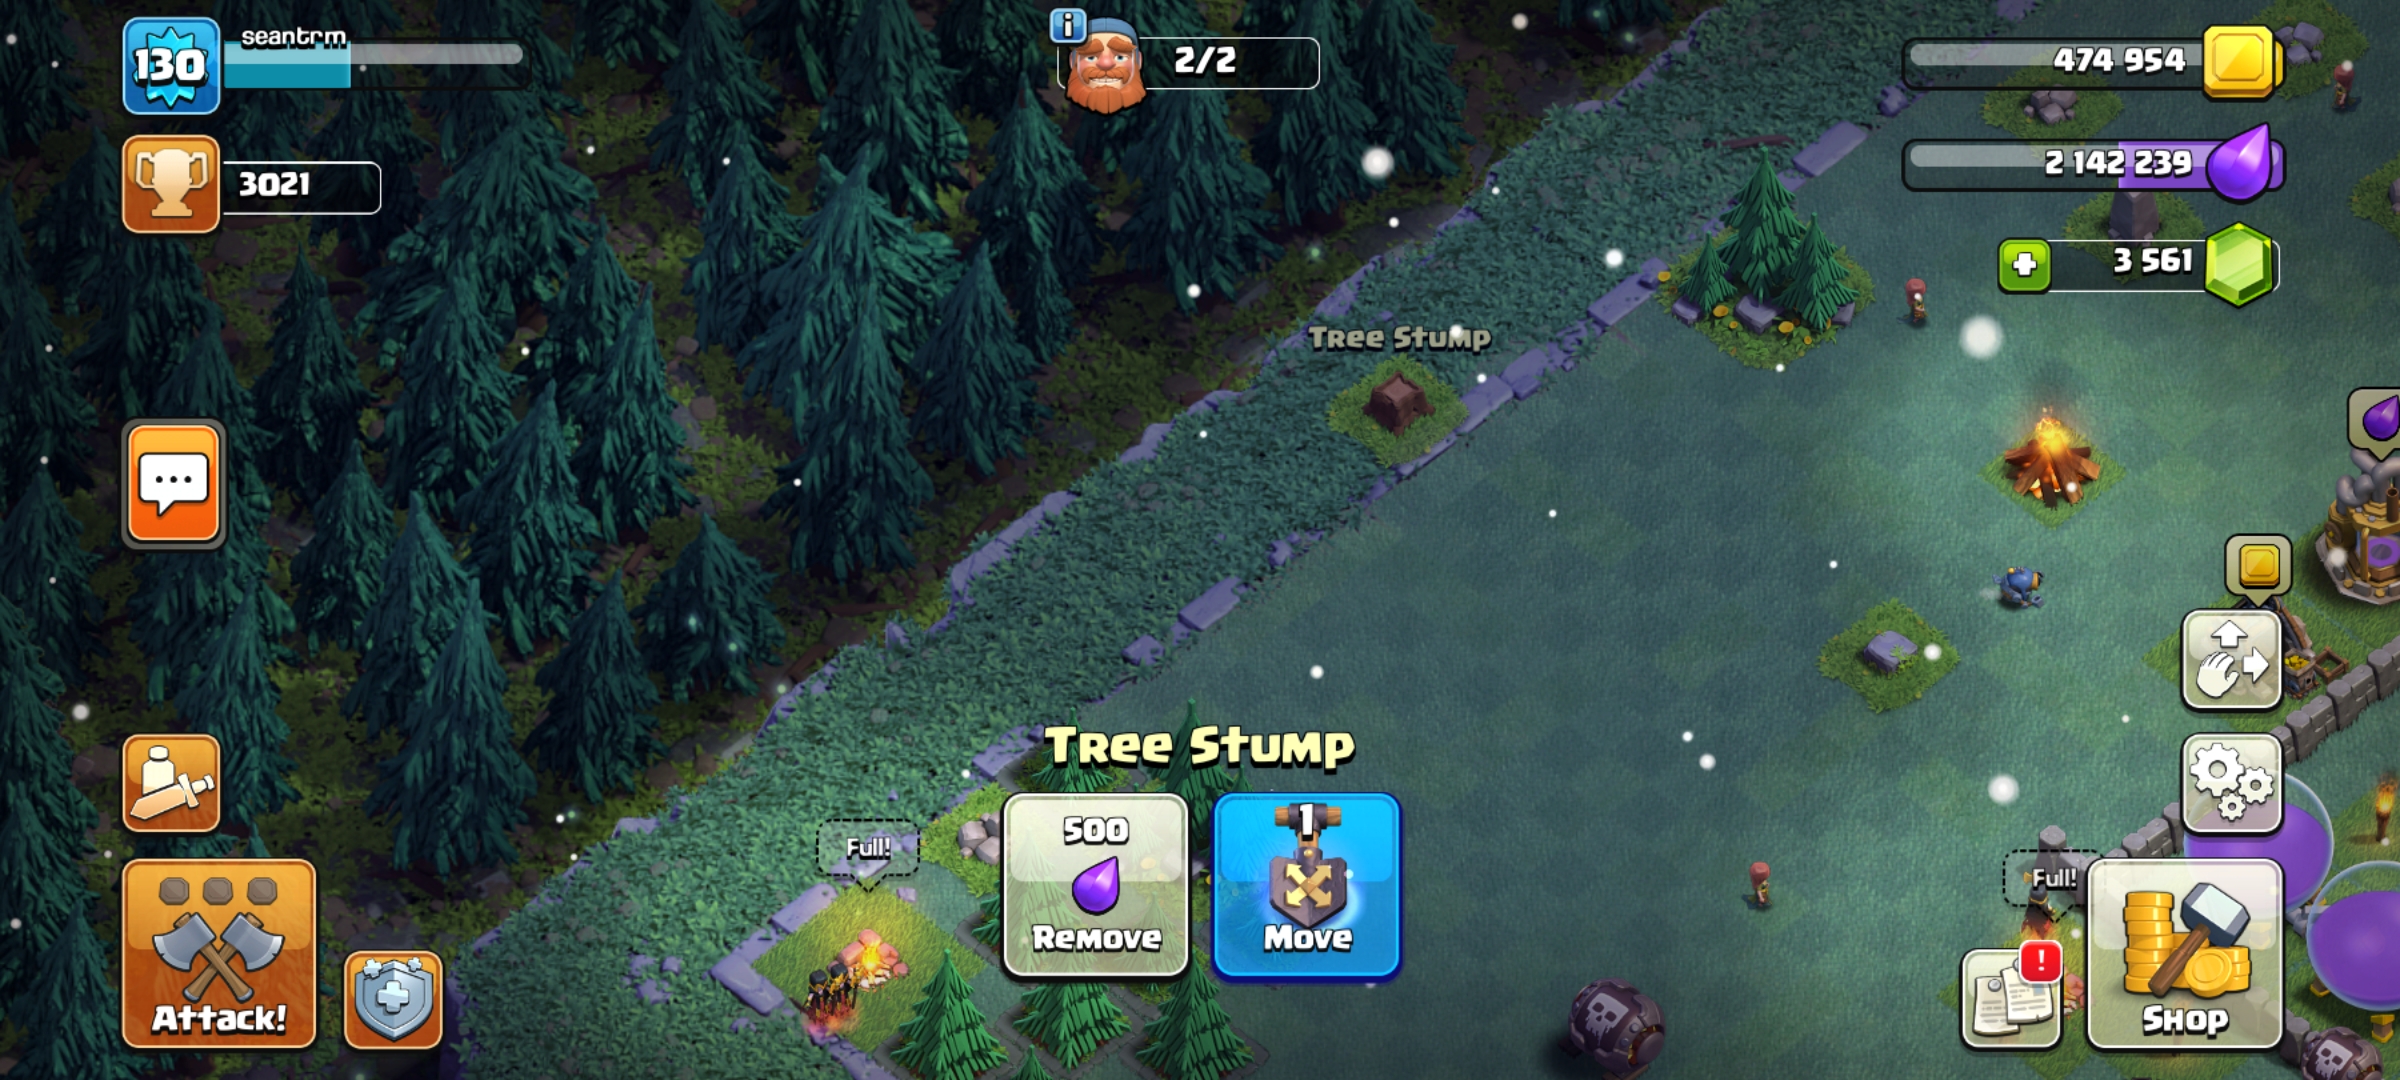 130
seantrm
i
2/2
474 954
3021
2 142 239
3 561
Tree Stump
Tree Stump
500
1
Full!
Full!
Remove
Move
!
Attack!
Shop